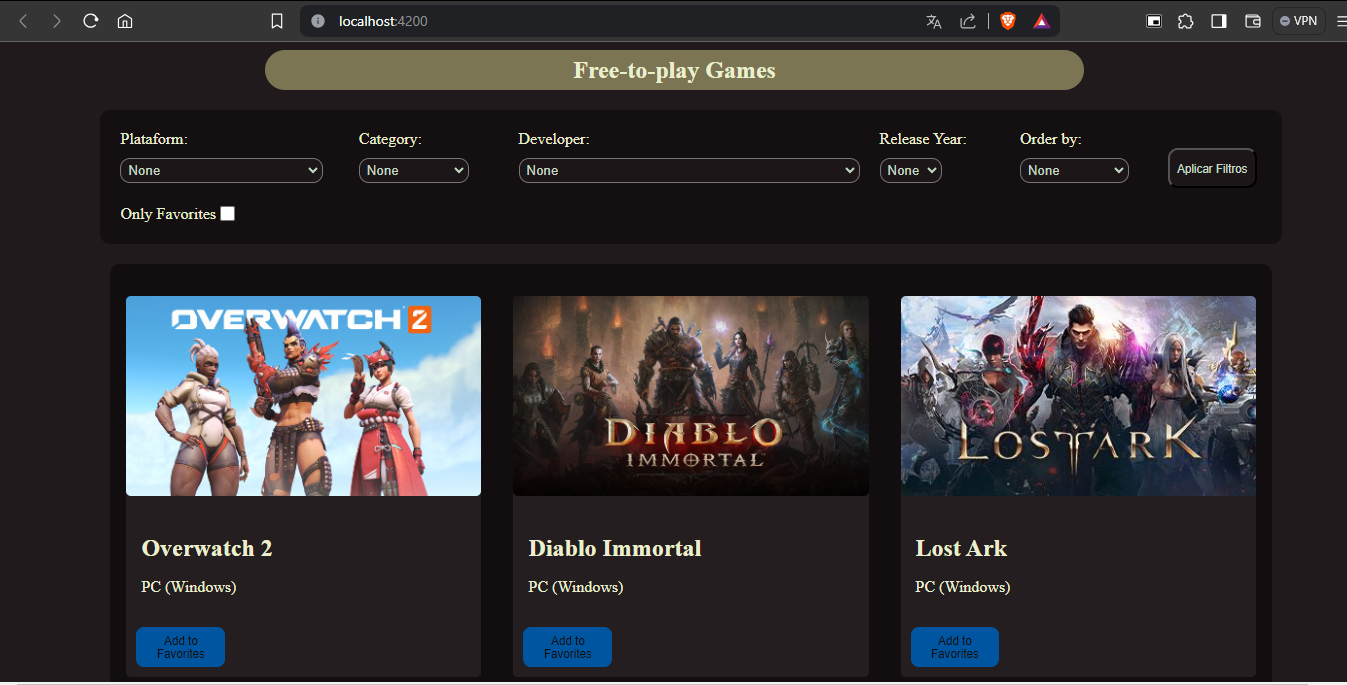 localhost:4200
VPN
Free-to-play Games
Plataform:
Category:
Developer:
Release Year:
Order by:
None
None
None
None
None
Aplicar Filtros
Only Favorites
OVERWATCH 2
DIABLO
IMMORTAL
LOST ARK
Overwatch 2
Diablo Immortal
Lost Ark
PC (Windows)
PC (Windows)
PC (Windows)
Add to
Favorites
Add to
Favorites
Add to
Favorites